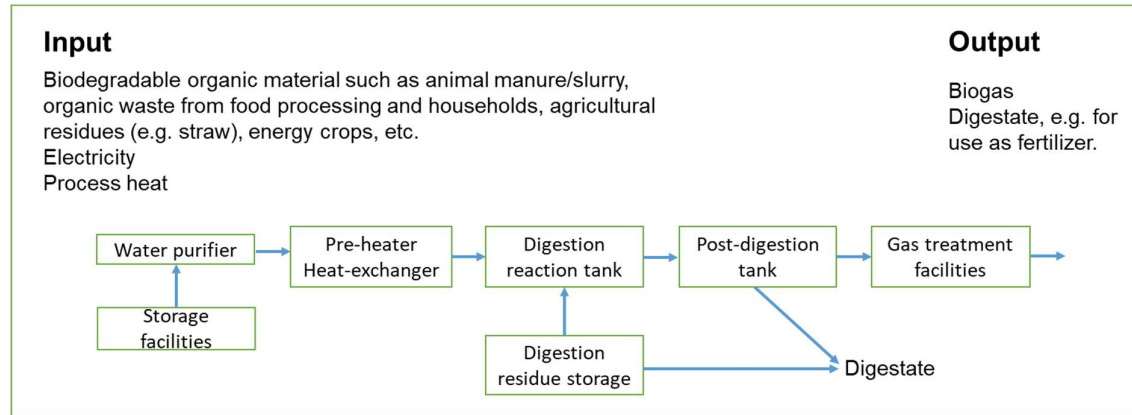 Input
Biodegradable organic material such as animal manure/slurry,
organic waste from food processing and households, agricultural
residues (e.g. straw), energy crops, etc.
Electricity
Process heat
Output
Biogas
Digestate, e.g. for
use as fertilizer.
Water purifier
Pre-heater
Heat-exchanger
Digestion
reaction tank
Post-digestion
tank
Gas treatment
facilities
Storage
facilities
Digestion
residue storage
Digestate